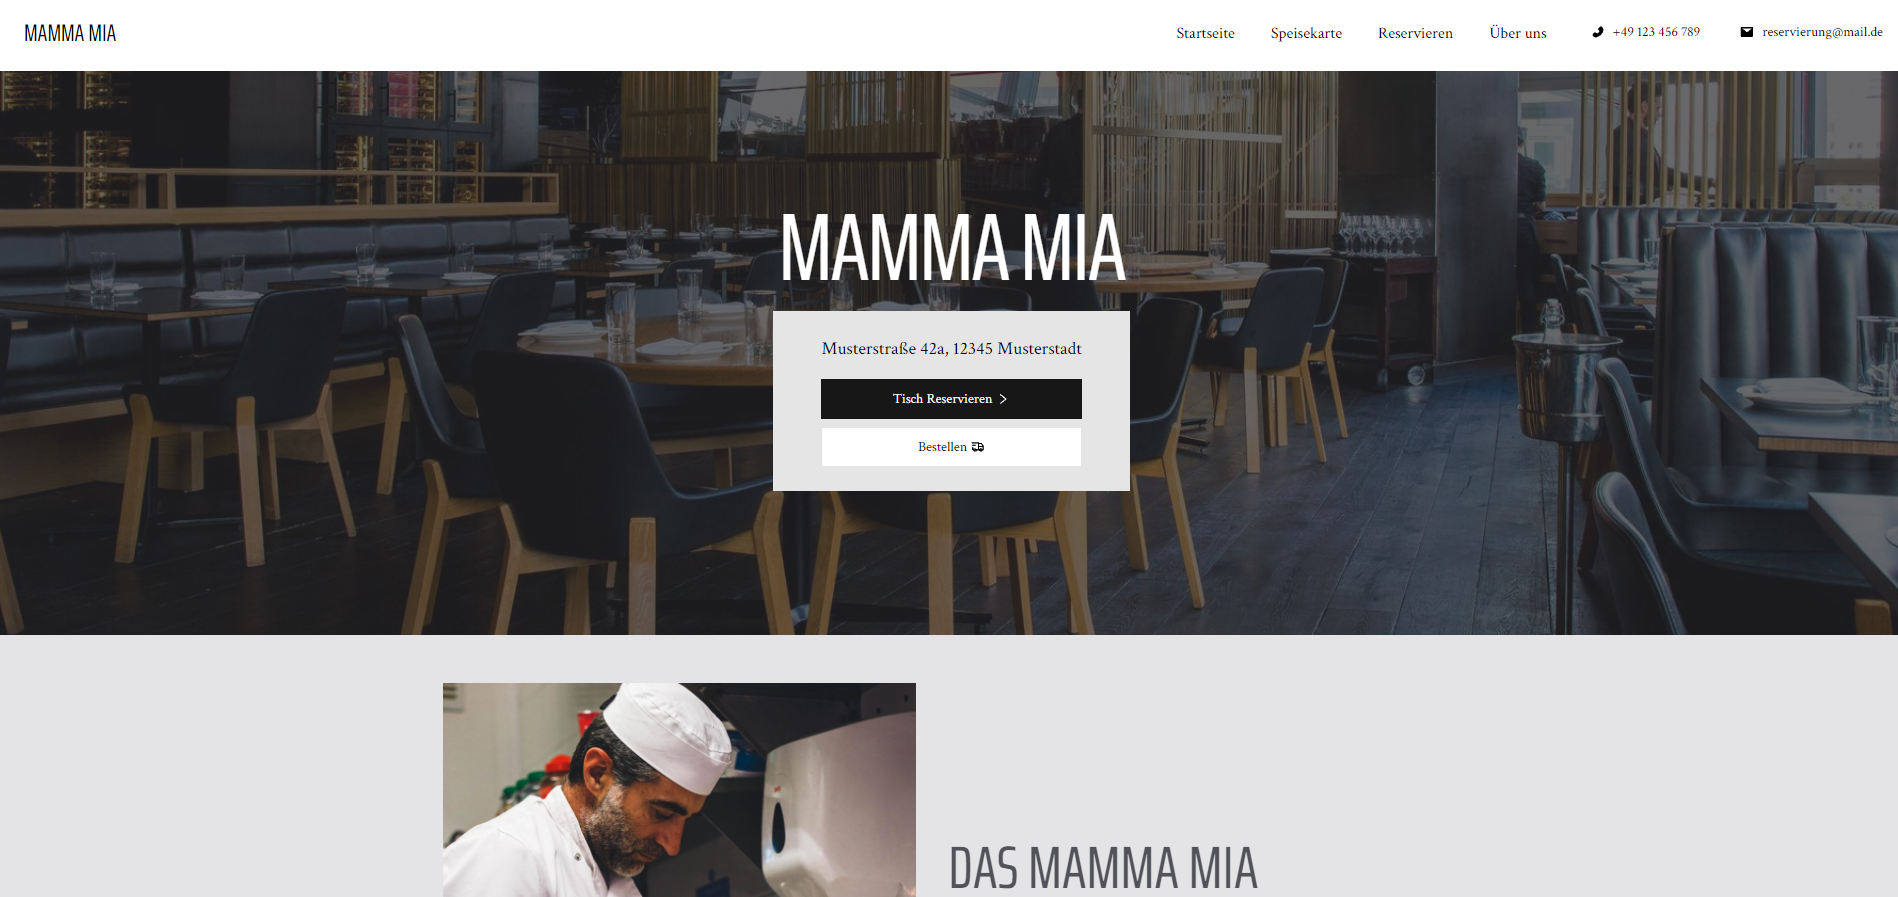 MAMMA MIA
Startseite Speisekarte Reservieren Über uns +49 123 456 789 reservierung@mail.de
MAMMA MIA
Musterstraße 42a, 12345 Musterstadt
Tisch Reservieren
Bestellen
DAS MAMMA MIA